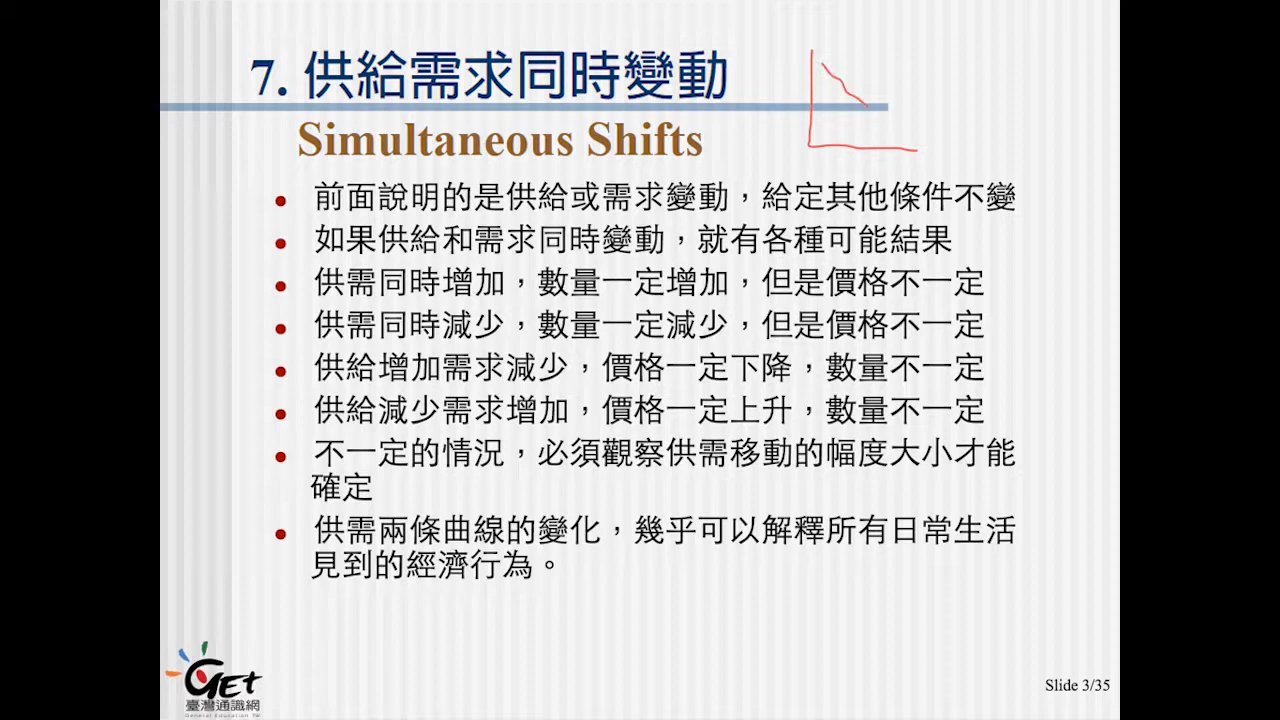 7. 供給需求同時變動
Simultaneous Shifts
前面說明的是供給或需求變動，給定其他條件不變
如果供給和需求同時變動，就有各種可能結果
供需同時增加，數量一定增加，但是價格不一定
供需同時減少，數量一定減少，但是價格不一定
供給增加需求減少，價格一定下降，數量不一定
供給減少需求增加，價格一定上升，數量不一定
不一定的情況，必須觀察供需移動的幅度大小才能
確定
供需兩條曲線的變化，幾乎可以解釋所有日常生活
見到的經濟行為。
GET
臺灣通識網
General Education TW
Slide 3/35